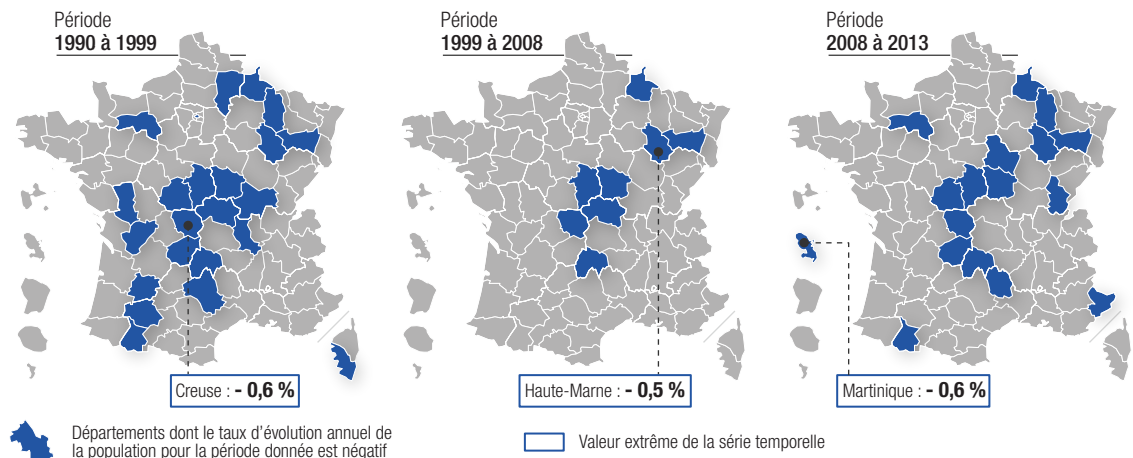 Période
1990 à 1999
Période
1999 à 2008
Période
2008 à 2013
Creuse : - 0,6 %
Haute-Marne : - 0,5 %
Martinique : - 0,6 %
Départements dont le taux d'évolution annuel de
la population pour la période donnée est négatif
Valeur extrême de la série temporelle